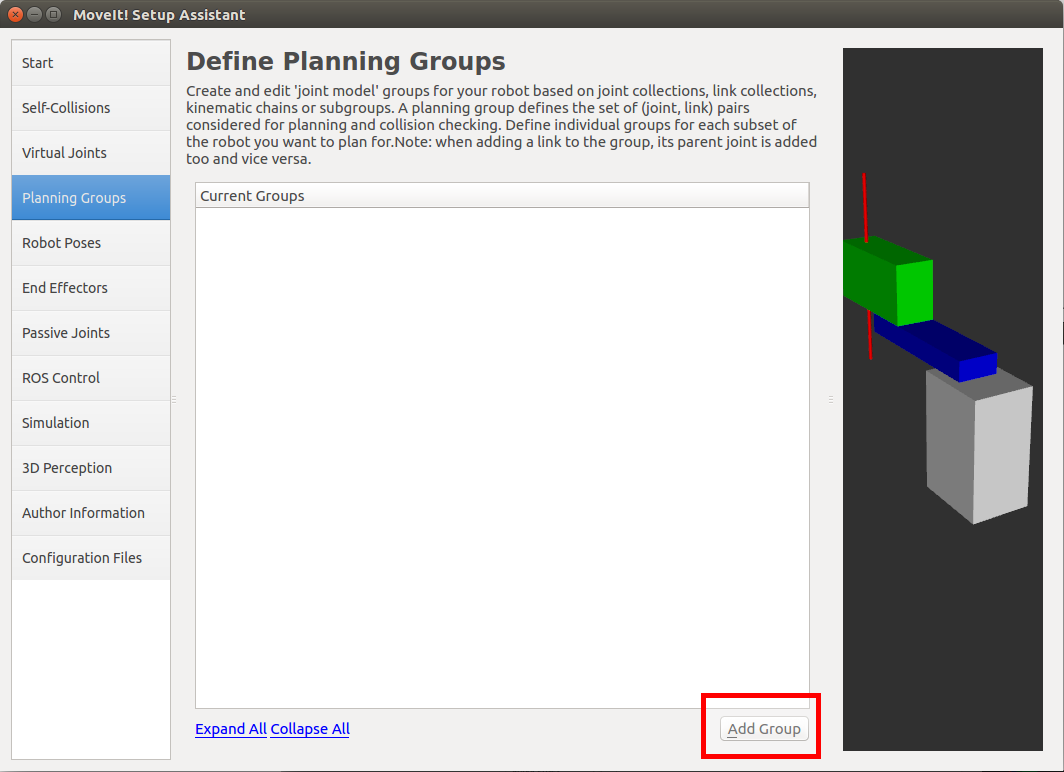 MoveIt! Setup Assistant
Start
Self-Collisions
Virtual Joints
Planning Groups
Robot Poses
End Effectors
Passive Joints
ROS Control
Simulation
3D Perception
Author Information
Configuration Files
Define Planning Groups
Create and edit 'joint model' groups for your robot based on joint collections, link collections,
kinematic chains or subgroups. A planning group defines the set of (joint, link) pairs
considered for planning and collision checking. Define individual groups for each subset of
the robot you want to plan for.Note: when adding a link to the group, its parent joint is added
too and vice versa.
Current Groups
Expand All Collapse All
Add Group